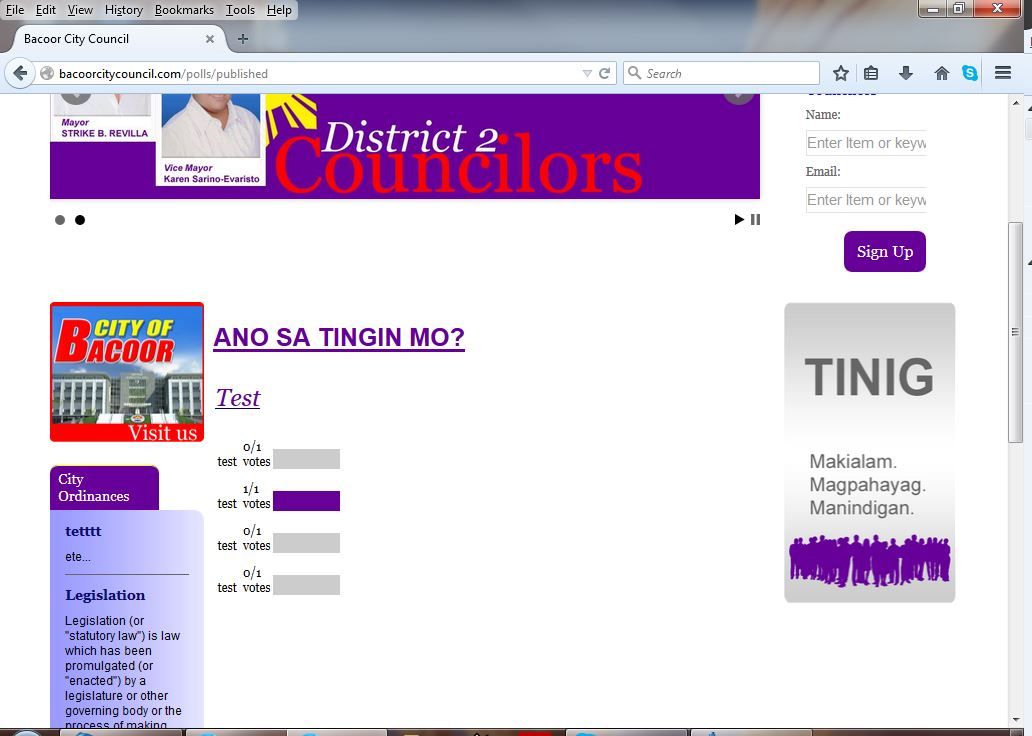 File Edit View History Bookmarks Tools Help
Bacoor City Council
bacoorcitycouncil.com/polls/published
Search
Mayor
STRIKE B. REVILLA
Vice Mayor
Karen Sarino-Evaristo
District 2
Councilors
Name:
Enter Item or keyw
Email:
Enter Item or keyw
Sign Up
CITY OF
BACOOR
Visit us
ANO SA TINGIN MO?
Test
0/1
test votes
1/1
test votes
0/1
test votes
0/1
test votes
City
Ordinances
tetttt
ete...
Legislation
Legislation (or
"statutory law") is law
which has been
promulgated (or
"enacted") by a
legislature or other
governing body or the
process of making
TINIG
Makialam.
Magpahayag.
Manindigan.